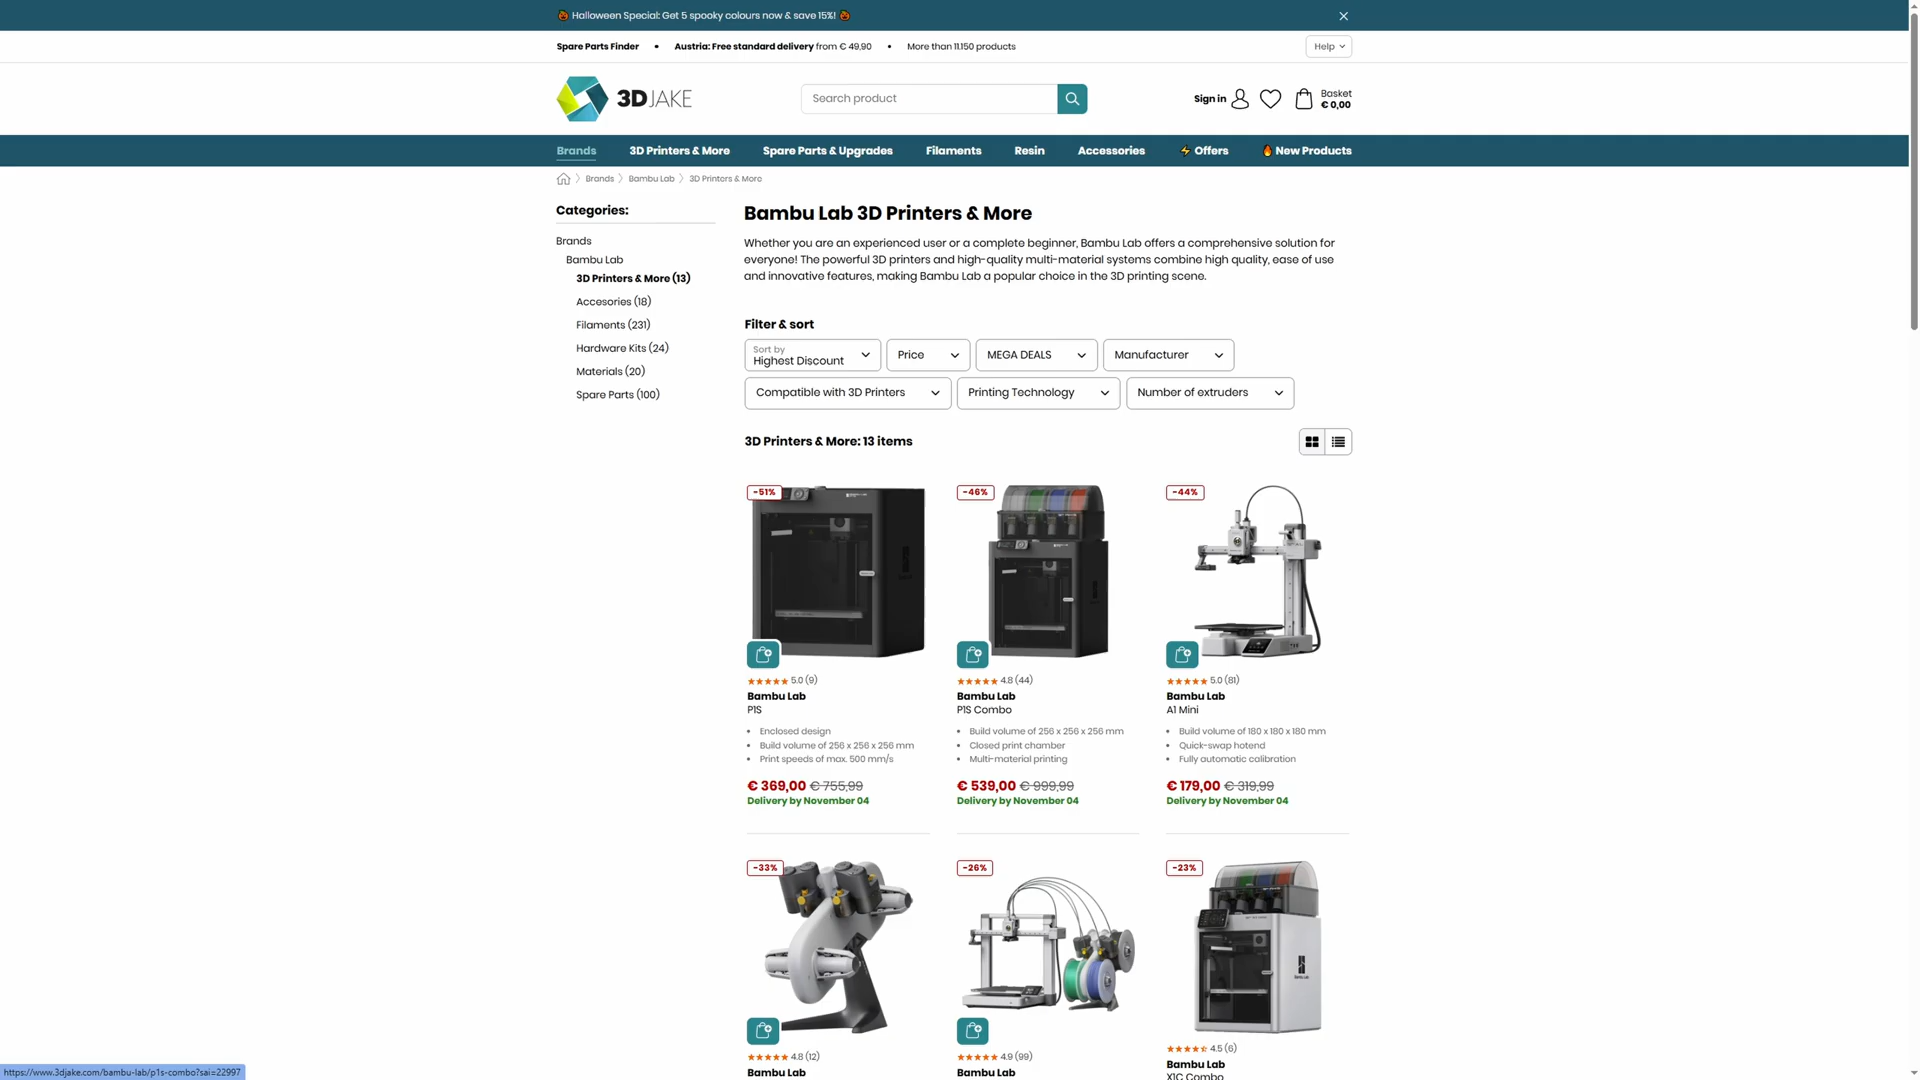 Halloween Special: Get 5 spooky colours now & save 15%!
Spare Parts Finder • Austria: Free standard delivery from € 49,90 • More than 11.150 products
Help
3DJAKE
Search product
Sign in
Basket
€ 0,00
Brands
3D Printers & More
Spare Parts & Upgrades
Filaments
Resin
Accessories
Offers
New Products
Brands
Bambu Lab
3D Printers & More
Categories:
Brands
Bambu Lab
3D Printers & More (13)
Accesories (18)
Filaments (231)
Hardware Kits (24)
Materials (20)
Spare Parts (100)
Bambu Lab 3D Printers & More
Whether you are an experienced user or a complete beginner, Bambu Lab offers a comprehensive solution for
everyone! The powerful 3D printers and high-quality multi-material systems combine high quality, ease of use
and innovative features, making Bambu Lab a popular choice in the 3D printing scene.
Filter & sort
Sort by
Highest Discount
Price
MEGA DEALS
Manufacturer
Compatible with 3D Printers
Printing Technology
Number of extruders
3D Printers & More: 13 items
-51%
5.0 (9)
Bambu Lab
P1S
• Enclosed design
• Build volume of 256 x 256 x 256 mm
• Print speeds of max. 500 mm/s
€ 369,00 € 755,99
Delivery by November 04
-46%
4.8 (44)
Bambu Lab
P1S Combo
• Build volume of 256 x 256 x 256 mm
• Closed print chamber
• Multi-material printing
€ 539,00 € 999,99
Delivery by November 04
-44%
5.0 (81)
Bambu Lab
A1 Mini
• Build volume of 180 x 180 x 180 mm
• Quick-swap hotend
• Fully automatic calibration
€ 179,00 € 319,99
Delivery by November 04
-33%
4.8 (12)
Bambu Lab
-26%
4.9 (99)
Bambu Lab
-23%
Bambu Lab
4.5 (6)
Bambu Lab
X1C Combo
https://www.3djake.com/bambu-lab/p1s-combo?sai=22997